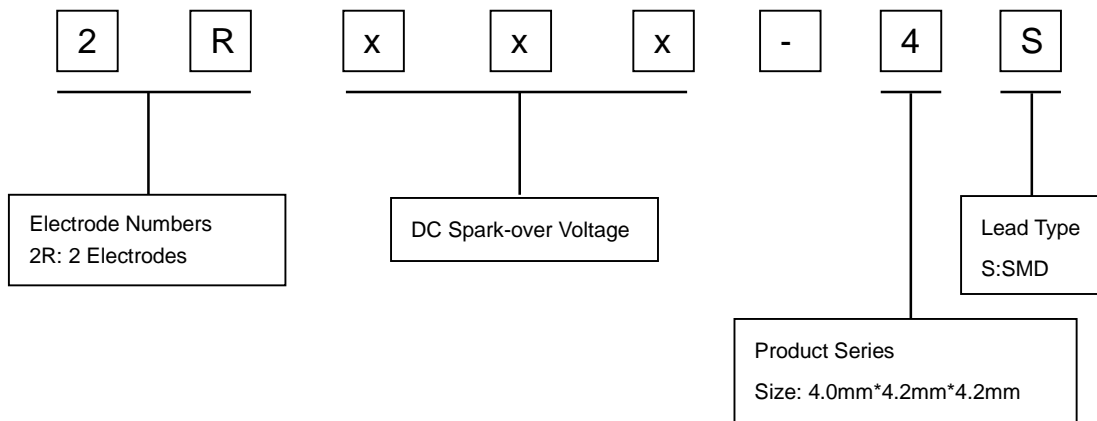 2 R x x x - 4 S
Electrode Numbers
2R: 2 Electrodes
DC Spark-over Voltage
Lead Type
S:SMD
Product Series
Size: 4.0mm*4.2mm*4.2mm